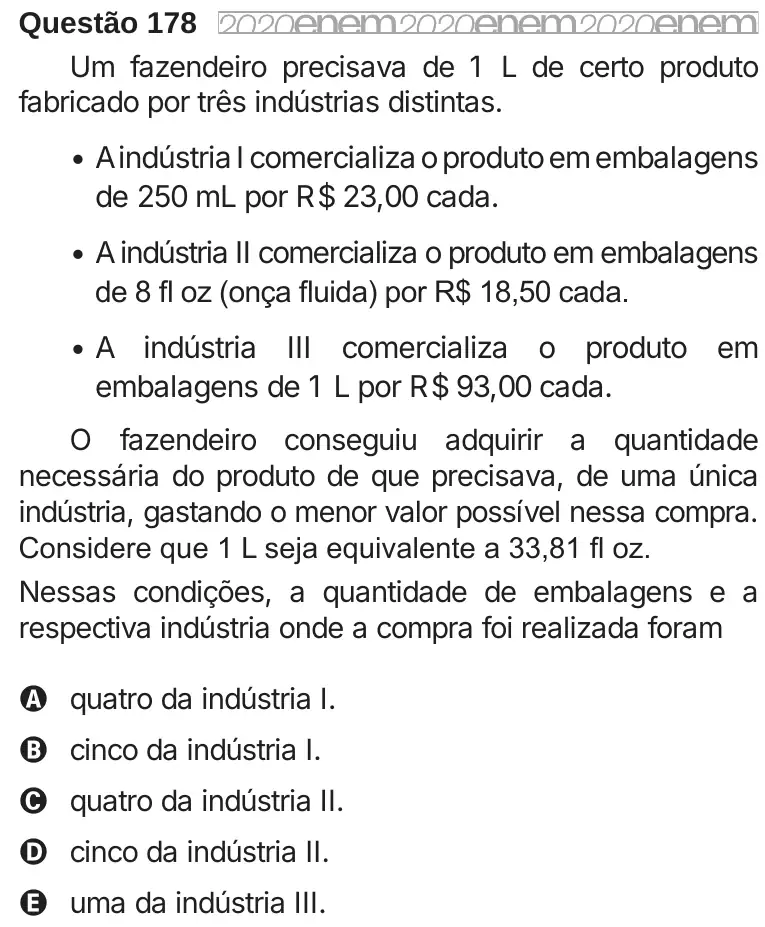 Questão 178 2020enem2020enem2020enem
Um fazendeiro precisava de 1 L de certo produto
fabricado por três indústrias distintas.
• A indústria I comercializa o produto em embalagens
de 250 mL por R$ 23,00 cada.
• A indústria II comercializa o produto em embalagens
de 8 fl oz (onça fluida) por R$ 18,50 cada.
• A indústria III comercializa o produto em
embalagens de 1 L por R$ 93,00 cada.
O fazendeiro conseguiu adquirir a quantidade
necessária do produto de que precisava, de uma única
indústria, gastando o menor valor possível nessa compra.
Considere que 1 L seja equivalente a 33,81 fl oz.
Nessas condições, a quantidade de embalagens e a
respectiva indústria onde a compra foi realizada foram
A quatro da indústria I.
B cinco da indústria I.
C quatro da indústria II.
D cinco da indústria II.
E uma da indústria III.